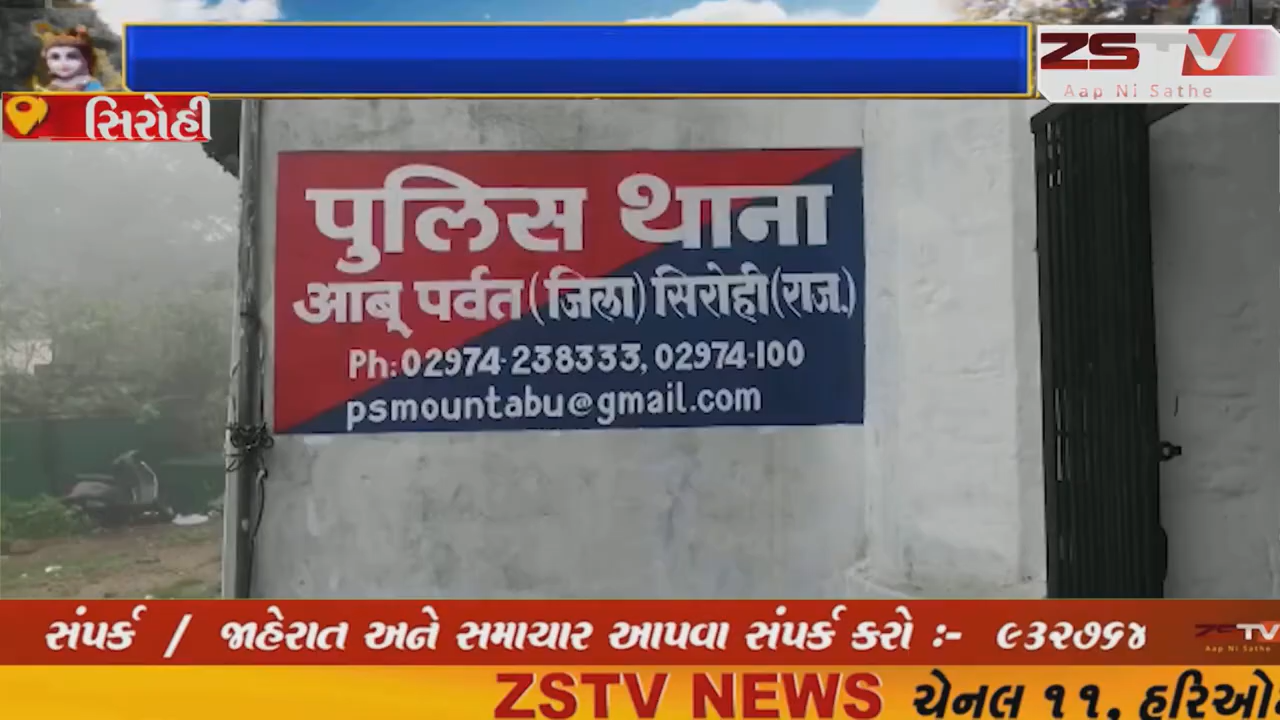 ZSTV
Aap Ni Sathe
સિરોહી
पुलिस थाना
आबू पर्वत (जिला) सिरोही (राज.)
Ph:02974-238333, 02974-100
psmountabu@gmail.com
સંપર્ક / જાહેરાત અને સમાચાર આપવા સંપર્ક કરો :- ૯૩૨૭૬૪
ZSTV
Aap Ni Sathe
ZSTV NEWS ચેનલ ૧૧, હરિઓ